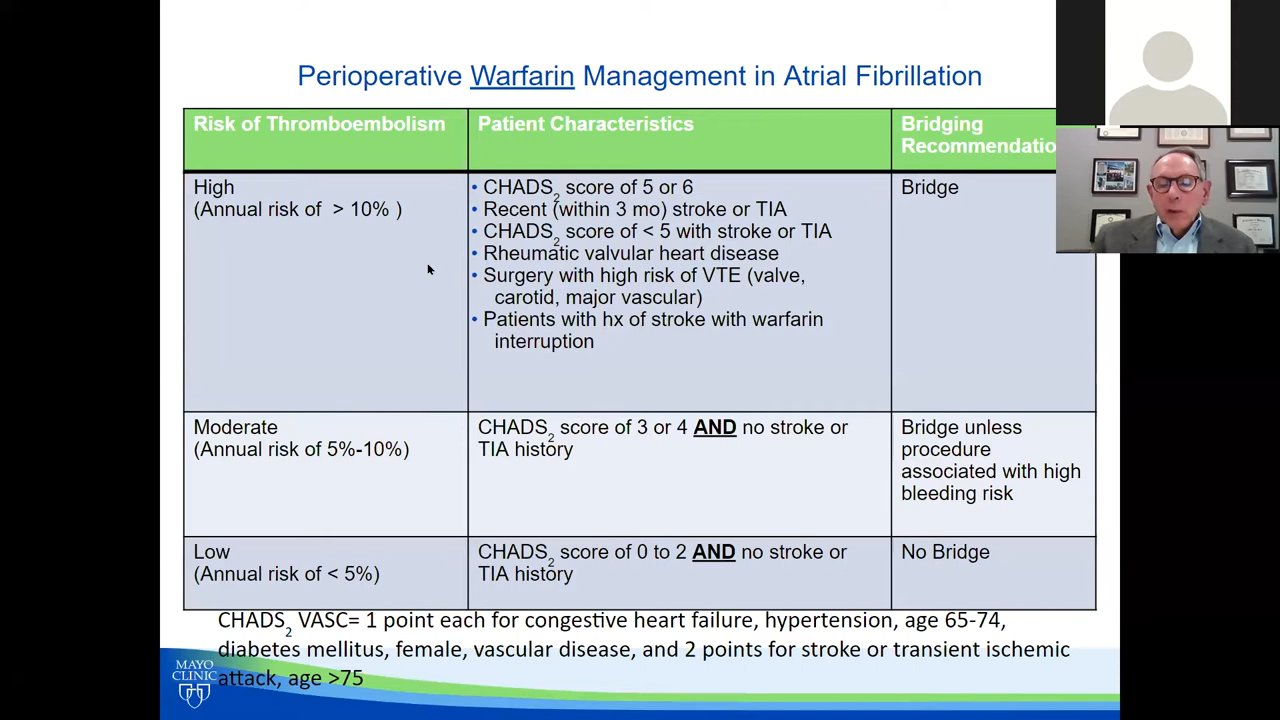 Perioperative Warfarin Management in Atrial Fibrillation
Risk of Thromboembolism
Patient Characteristics
Bridging
Recommendatio
High
(Annual risk of > 10% )
• CHADS2 score of 5 or 6
• Recent (within 3 mo) stroke or TIA
• CHADS2 score of < 5 with stroke or TIA
• Rheumatic valvular heart disease
• Surgery with high risk of VTE (valve,
carotid, major vascular)
• Patients with hx of stroke with warfarin
interruption
Bridge
Moderate
(Annual risk of 5%-10%)
CHADS2 score of 3 or 4 AND no stroke or
TIA history
Bridge unless
procedure
associated with high
bleeding risk
Low
(Annual risk of < 5%)
CHADS2 score of 0 to 2 AND no stroke or
TIA history
No Bridge
CHADS2 VASC= 1 point each for congestive heart failure, hypertension, age 65-74,
diabetes mellitus, female, vascular disease, and 2 points for stroke or transient ischemic
attack, age >75
MAYO
CLINIC